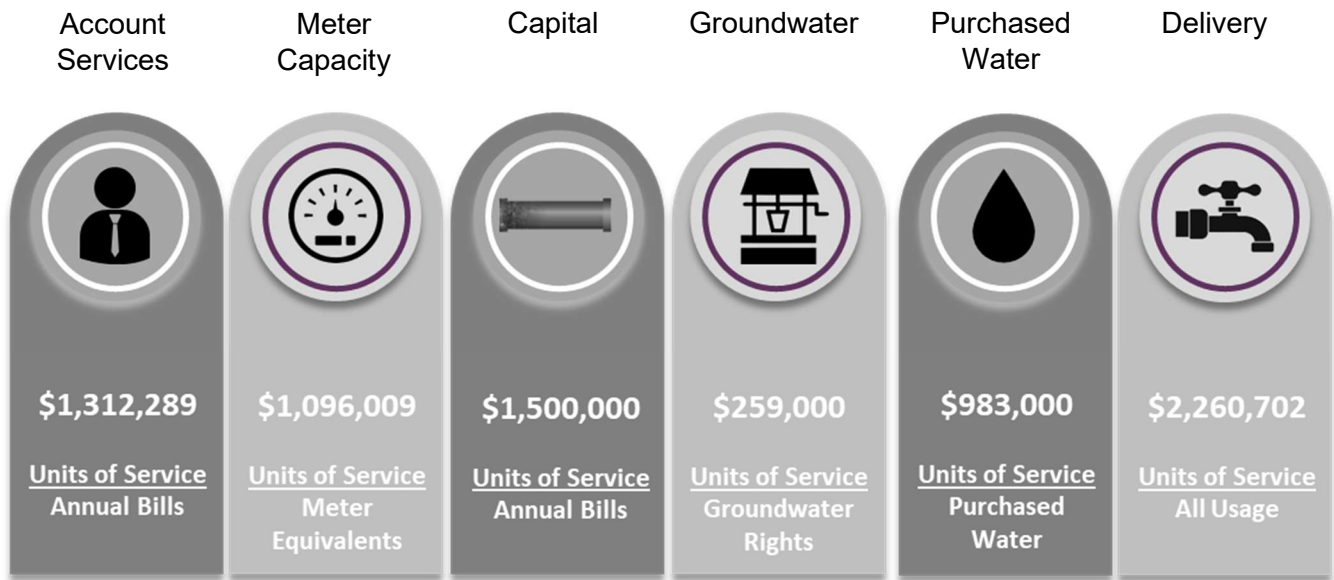 Account
Services
Meter
Capacity
Capital
Groundwater
Purchased
Water
Delivery
$1,312,289
Units of Service
Annual Bills
$1,096,009
Units of Service
Meter
Equivalents
$1,500,000
Units of Service
Annual Bills
$259,000
Units of Service
Groundwater
Rights
$983,000
Units of Service
Purchased
Water
$2,260,702
Units of Service
All Usage